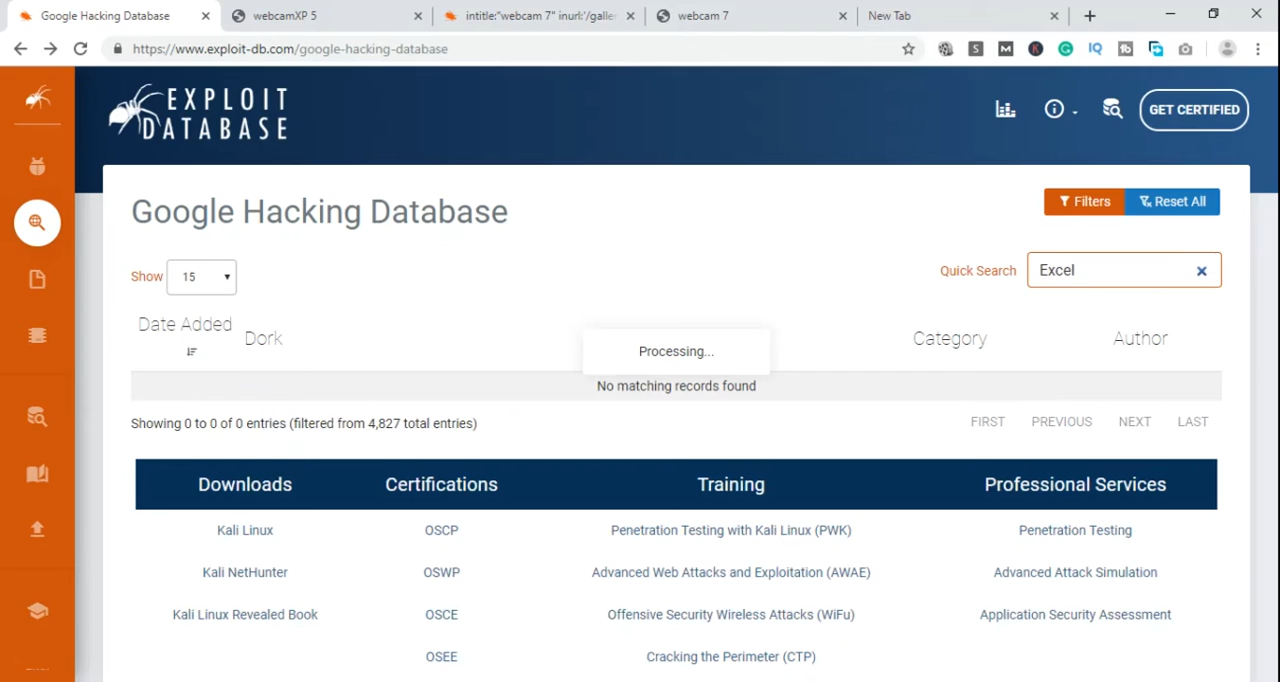 Google Hacking Database
webcamXP 5
intitle:"webcam 7" inurl:'/galle
webcam 7
New Tab
https://www.exploit-db.com/google-hacking-database
EXPLOIT
DATABASE
GET CERTIFIED
Google Hacking Database
Filters
Reset All
Show 15
Quick Search Excel
Date Added Dork Category Author
Processing...
No matching records found
Showing 0 to 0 of 0 entries (filtered from 4,827 total entries)
FIRST PREVIOUS NEXT LAST
Downloads Certifications Training Professional Services
Kali Linux OSCP Penetration Testing with Kali Linux (PWK) Penetration Testing
Kali NetHunter OSWP Advanced Web Attacks and Exploitation (AWAE) Advanced Attack Simulation
Kali Linux Revealed Book OSCE Offensive Security Wireless Attacks (WiFu) Application Security Assessment
OSEE Cracking the Perimeter (CTP)